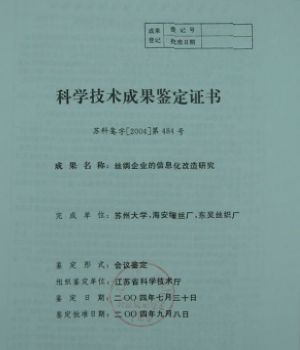 成果登记
登记号
批准日期
科学技术成果鉴定证书
苏科鉴字[2004]第484号
成果名称：丝绸企业的信息化改造研究
完成单位：苏州大学、海安曙丝厂、东吴丝织厂
鉴定形式：会议鉴定
组织鉴定单位：江苏省科学技术厅
鉴定日期：二〇〇四年七月三十日
鉴定批准日期：二〇〇四年九月八日